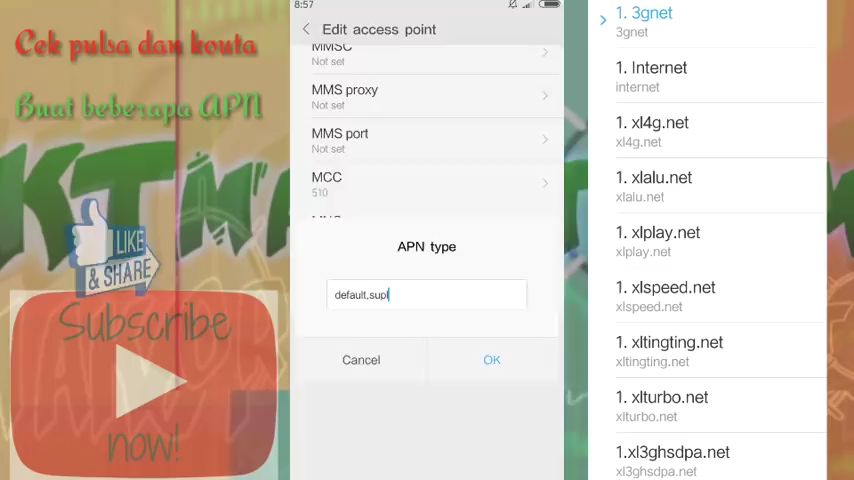 Cek pulsa dan kouta
Buat beberapa APN
LIKE
& SHARE
Subscribe
now!
8:57
Edit access point
MMSC
Not set
MMS proxy
Not set
MMS port
Not set
MCC
510
APN type
default,supl
Cancel
OK
1. 3gnet
3gnet
1. Internet
internet
1. xl4g.net
xl4g.net
1. xlalu.net
xlalu.net
1. xlplay.net
xlplay.net
1. xlspeed.net
xlspeed.net
1. xltingting.net
xltingting.net
1. xlturbo.net
xlturbo.net
1.xl3ghsdpa.net
xl3ghsdpa.net